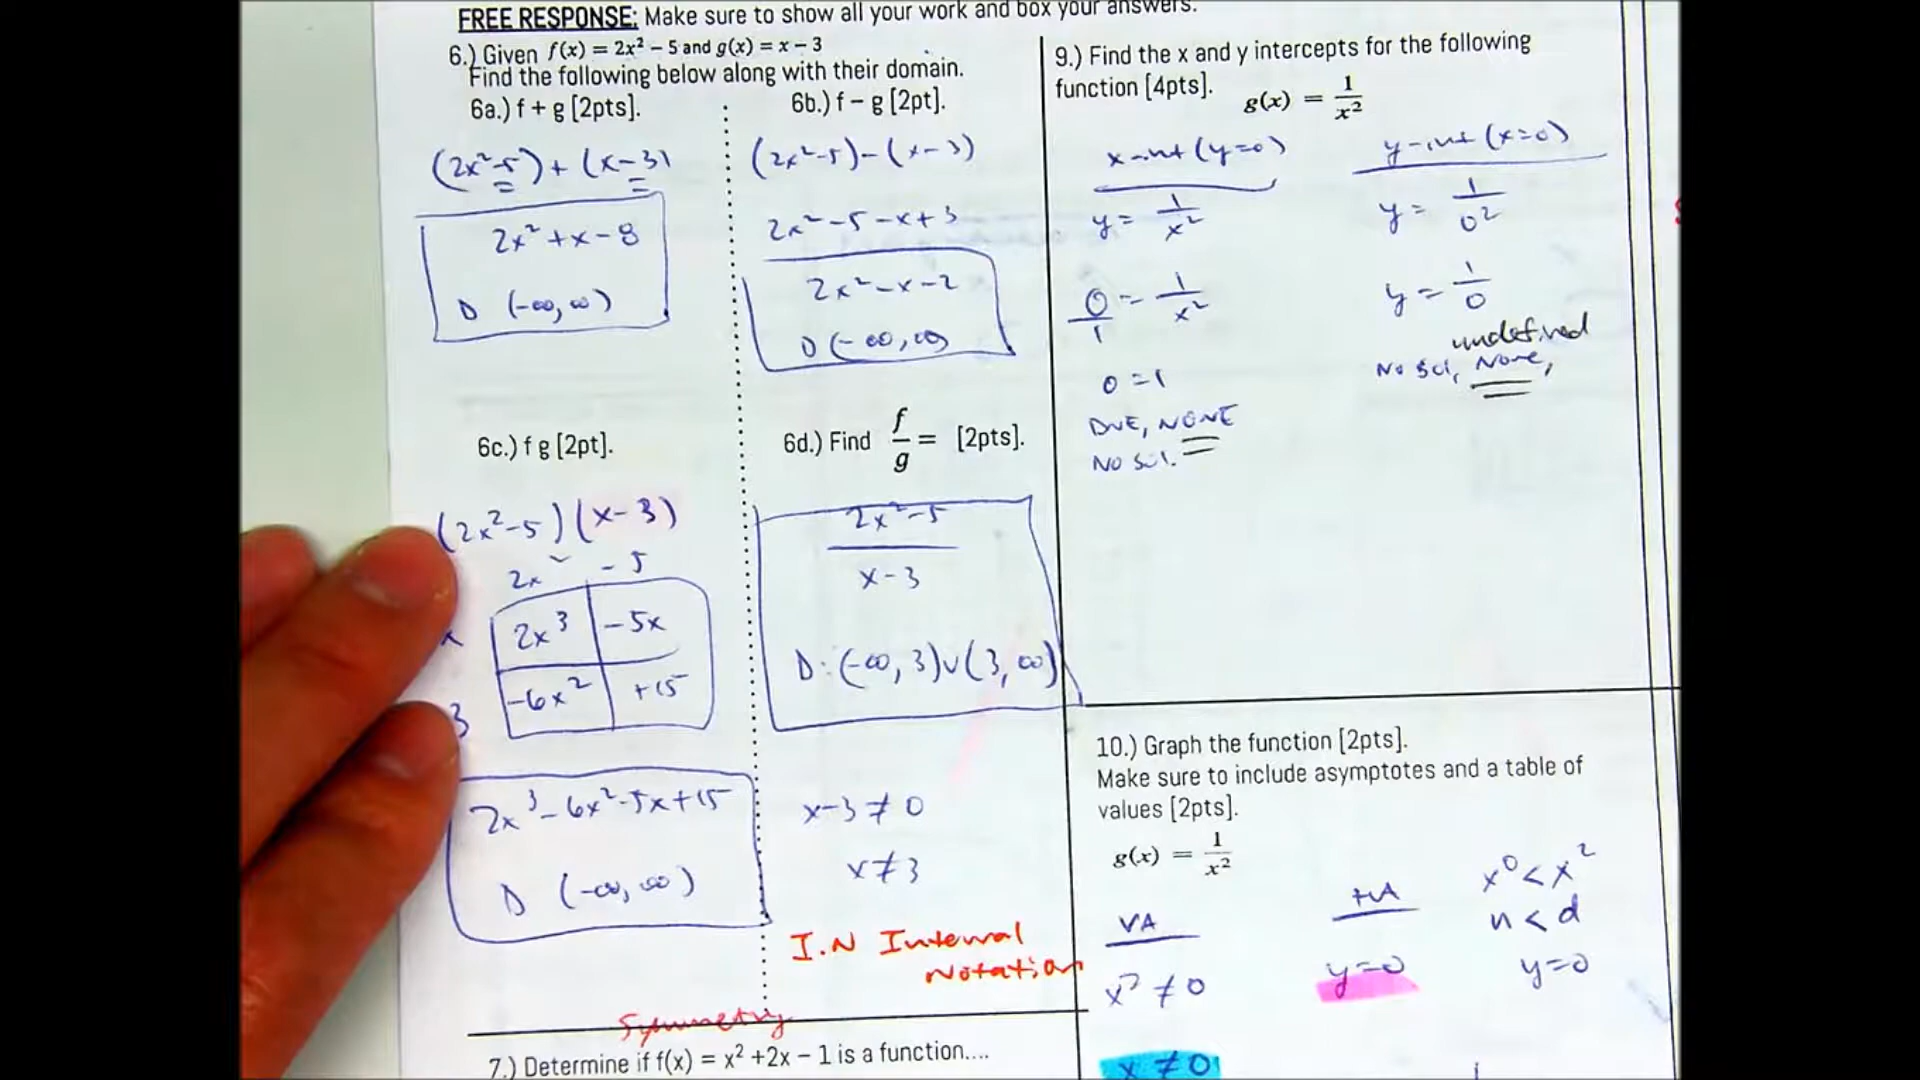 FREE RESPONSE: Make sure to show all your work and box your answers.
6.) Given f(x) = 2x² – 5 and g(x) = x – 3
Find the following below along with their domain.
6a.) f + g [2pts].
(2x²-5) + (x-3)
2x² + x - 8
D (-∞, ∞)
6b.) f – g [2pt].
(2x²-5) - (x-3)
2x² - 5 - x + 3
2x² - x - 2
D (-∞, ∞)
6c.) f g [2pt].
(2x²-5)(x-3)
2x² -5
x 2x³ -5x
3 -6x² +15
2x³ - 6x² - 5x + 15
D (-∞, ∞)
6d.) Find f/g = [2pts].
2x²-5
x-3
D: (-∞, 3) ∪ (3, ∞)
x-3 ≠ 0
x ≠ 3
I.N Interval
Notation
Symmetry
7.) Determine if f(x) = x² +2x – 1 is a function....
9.) Find the x and y intercepts for the following
function [4pts]. g(x) = 1/x²
x-int (y=0)
y = 1/x²
0/1 = 1/x²
0 = 1
DNE, NONE
No Sol.
y-int (x=0)
y = 1/0²
y = 1/0
undefined
No Sol, None,
10.) Graph the function [2pts].
Make sure to include asymptotes and a table of
values [2pts].
g(x) = 1/x²
VA
x² ≠ 0
x ≠ 0
HA
y=0
x⁰ < x²
n < d
y=0